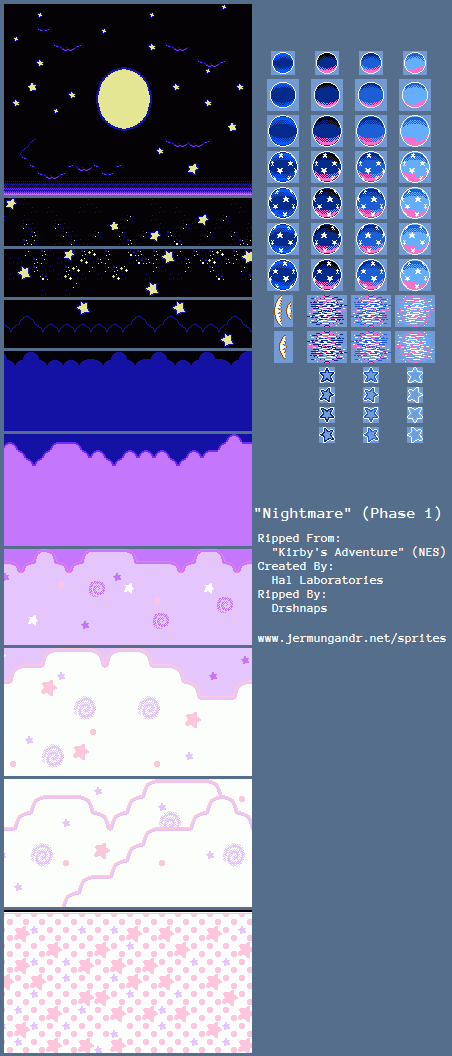 "Nightmare" (Phase 1)
Ripped From:
"Kirby's Adventure" (NES)
Created By:
Hal Laboratories
Ripped By:
Drshnaps
www.jermungandr.net/sprites